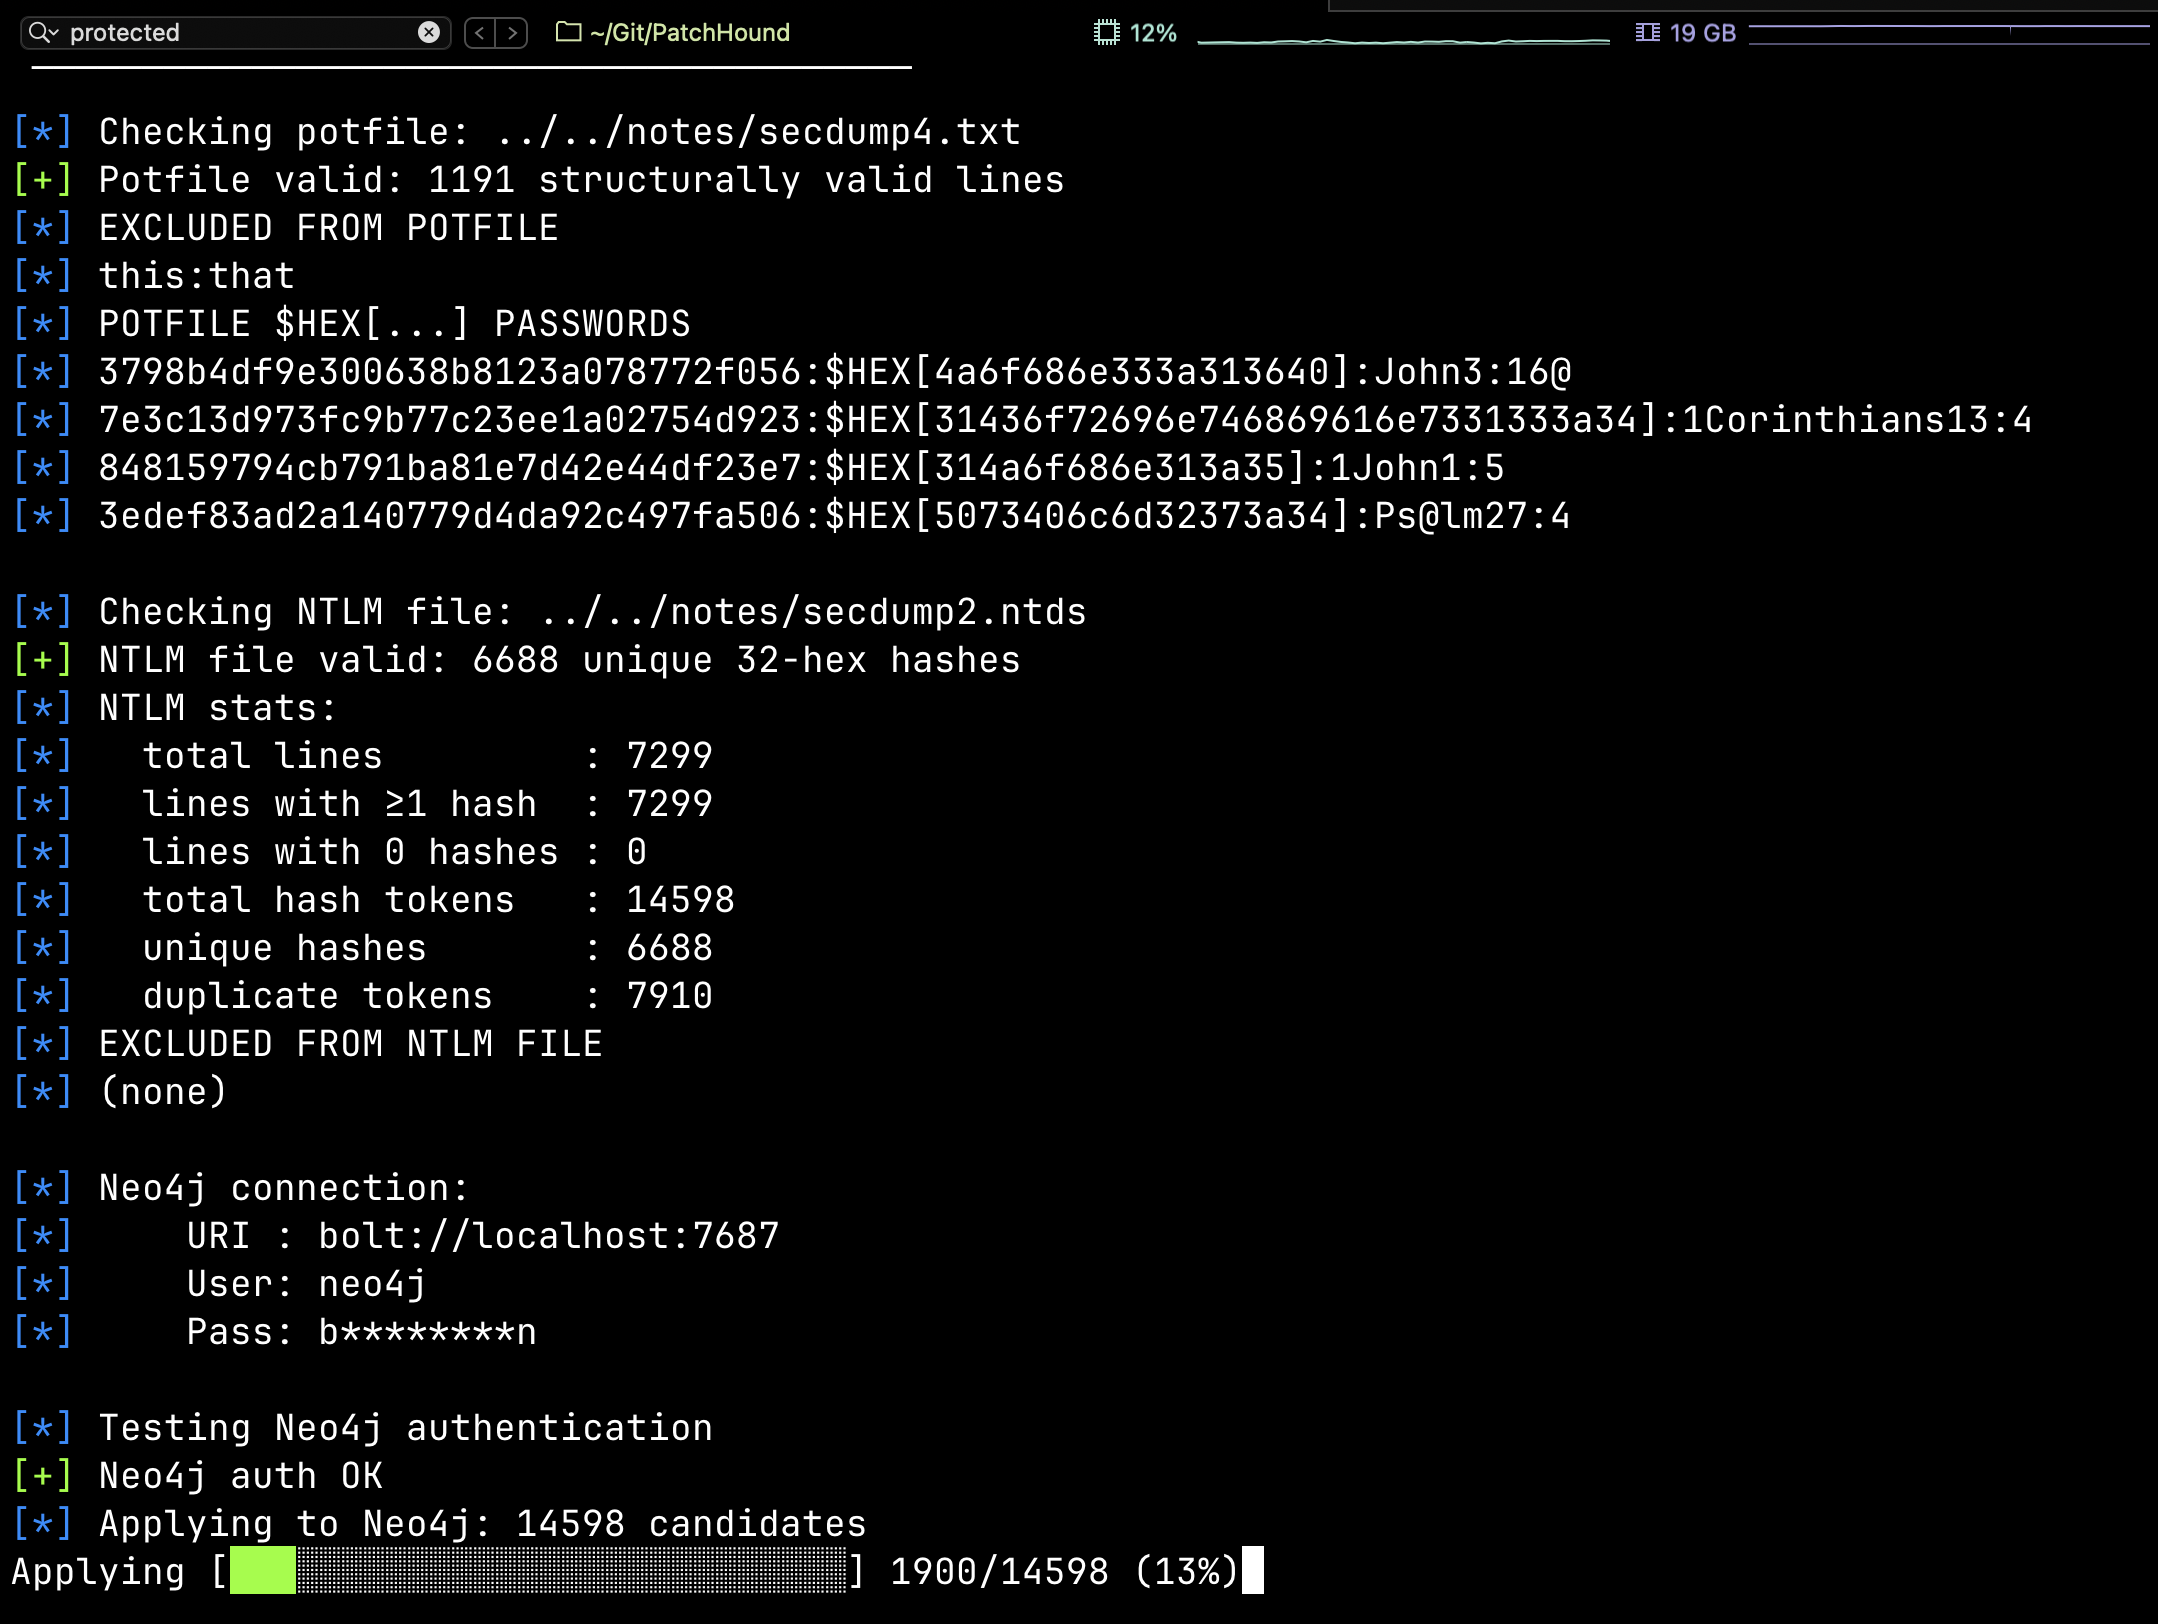 protected
~/Git/PatchHound
12%
19 GB
[*] Checking potfile: ../../notes/secdump4.txt
[+] Potfile valid: 1191 structurally valid lines
[*] EXCLUDED FROM POTFILE
[*] this:that
[*] POTFILE $HEX[...] PASSWORDS
[*] 3798b4df9e300638b8123a078772f056:$HEX[4a6f686e333a313640]:John3:16@
[*] 7e3c13d973fc9b77c23ee1a02754d923:$HEX[31436f72696e746869616e7331333a34]:1Corinthians13:4
[*] 848159794cb791ba81e7d42e44df23e7:$HEX[314a6f686e313a35]:1John1:5
[*] 3edef83ad2a140779d4da92c497fa506:$HEX[5073406c6d32373a34]:Ps@lm27:4
[*] Checking NTLM file: ../../notes/secdump2.ntds
[+] NTLM file valid: 6688 unique 32-hex hashes
[*] NTLM stats:
[*]   total lines         : 7299
[*]   lines with ≥1 hash  : 7299
[*]   lines with 0 hashes : 0
[*]   total hash tokens   : 14598
[*]   unique hashes       : 6688
[*]   duplicate tokens    : 7910
[*] EXCLUDED FROM NTLM FILE
[*] (none)
[*] Neo4j connection:
[*]     URI : bolt://localhost:7687
[*]     User: neo4j
[*]     Pass: b********n
[*] Testing Neo4j authentication
[+] Neo4j auth OK
[*] Applying to Neo4j: 14598 candidates
Applying [███░░░░░░░░░░░░░░░░░░░░░░░░░] 1900/14598 (13%)